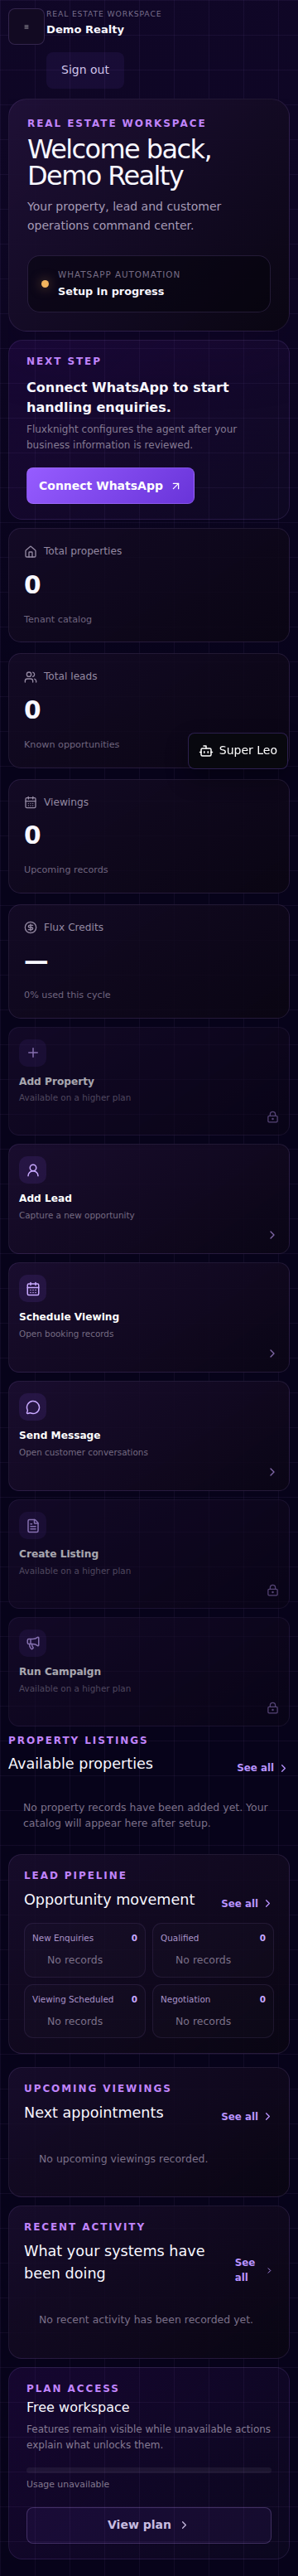 REAL ESTATE WORKSPACE
Demo Realty
Sign out
REAL ESTATE WORKSPACE
Welcome back,
Demo Realty
Your property, lead and customer
operations command center.
WHATSAPP AUTOMATION
Setup In progress
NEXT STEP
Connect WhatsApp to start
handling enquiries.
Fluxknight configures the agent after your
business information is reviewed.
Connect WhatsApp
Total properties
0
Tenant catalog
Total leads
0
Known opportunities
Super Leo
Viewings
0
Upcoming records
Flux Credits
—
0% used this cycle
Add Property
Available on a higher plan
Add Lead
Capture a new opportunity
Schedule Viewing
Open booking records
Send Message
Open customer conversations
Create Listing
Available on a higher plan
Run Campaign
Available on a higher plan
PROPERTY LISTINGS
Available properties
See all
No property records have been added yet. Your
catalog will appear here after setup.
LEAD PIPELINE
Opportunity movement
See all
New Enquiries 0
No records
Qualified 0
No records
Viewing Scheduled 0
No records
Negotiation 0
No records
UPCOMING VIEWINGS
Next appointments
See all
No upcoming viewings recorded.
RECENT ACTIVITY
What your systems have
been doing
See
all
No recent activity has been recorded yet.
PLAN ACCESS
Free workspace
Features remain visible while unavailable actions
explain what unlocks them.
Usage unavailable
View plan